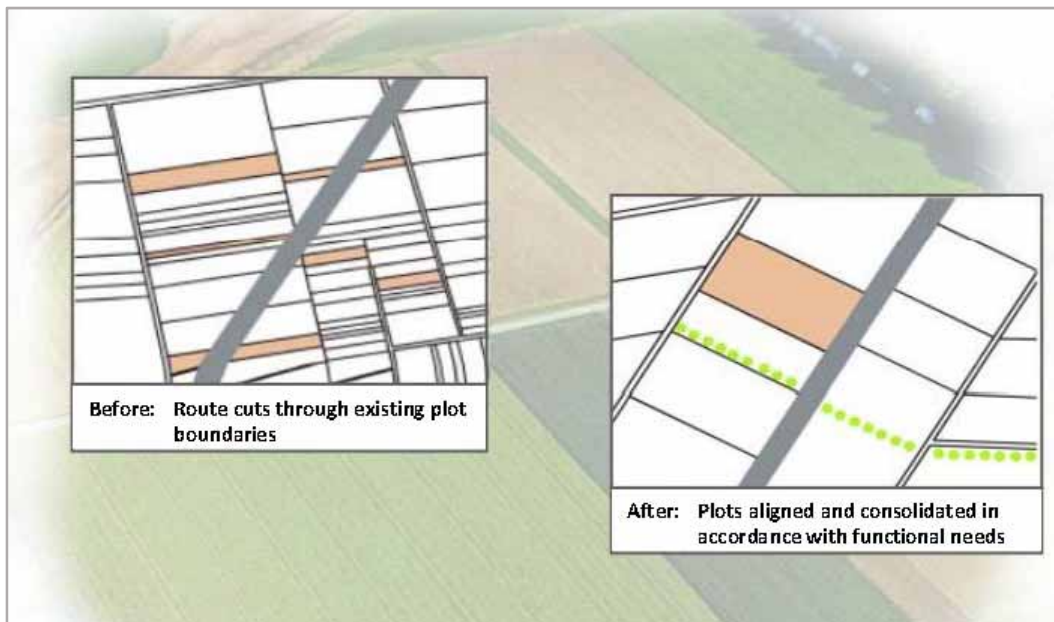 Before: Route cuts through existing plot
boundaries
After: Plots aligned and consolidated in
accordance with functional needs